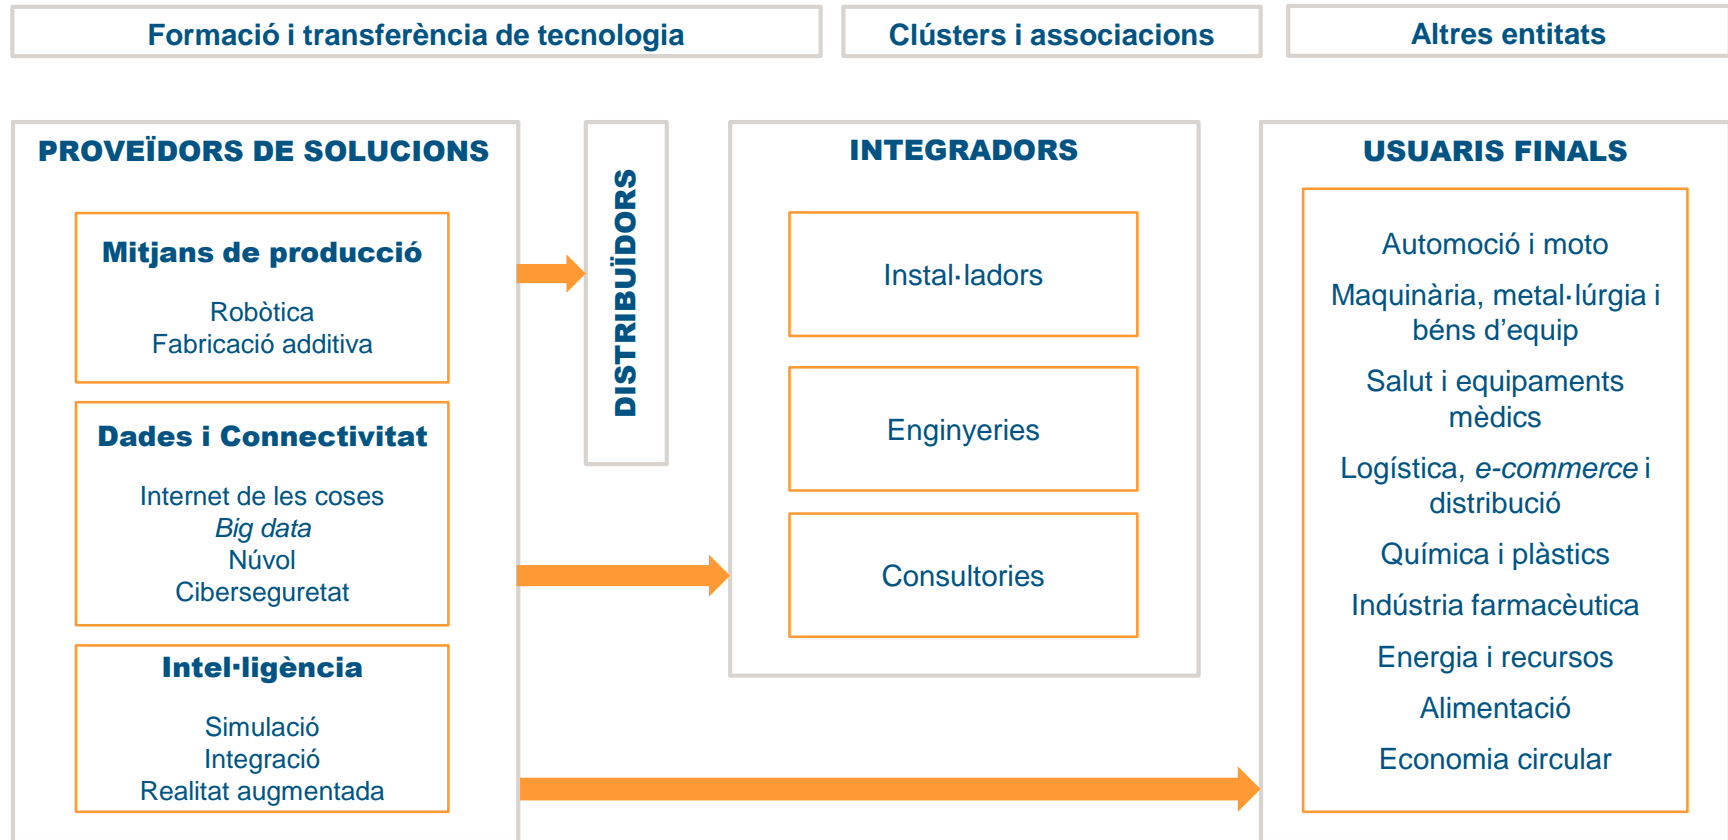 Formació i transferència de tecnologia
Clústers i associacions
Altres entitats
PROVEÏDORS DE SOLUCIONS
Mitjans de producció
Robòtica
Fabricació additiva
Dades i Connectivitat
Internet de les coses
Big data
Núvol
Ciberseguretat
Intel·ligència
Simulació
Integració
Realitat augmentada
DISTRIBUÏDORS
INTEGRADORS
Instal·ladors
Enginyeries
Consultories
USUARIS FINALS
Automoció i moto
Maquinària, metal·lúrgia i
béns d’equip
Salut i equipaments
mèdics
Logística, e-commerce i
distribució
Química i plàstics
Indústria farmacèutica
Energia i recursos
Alimentació
Economia circular